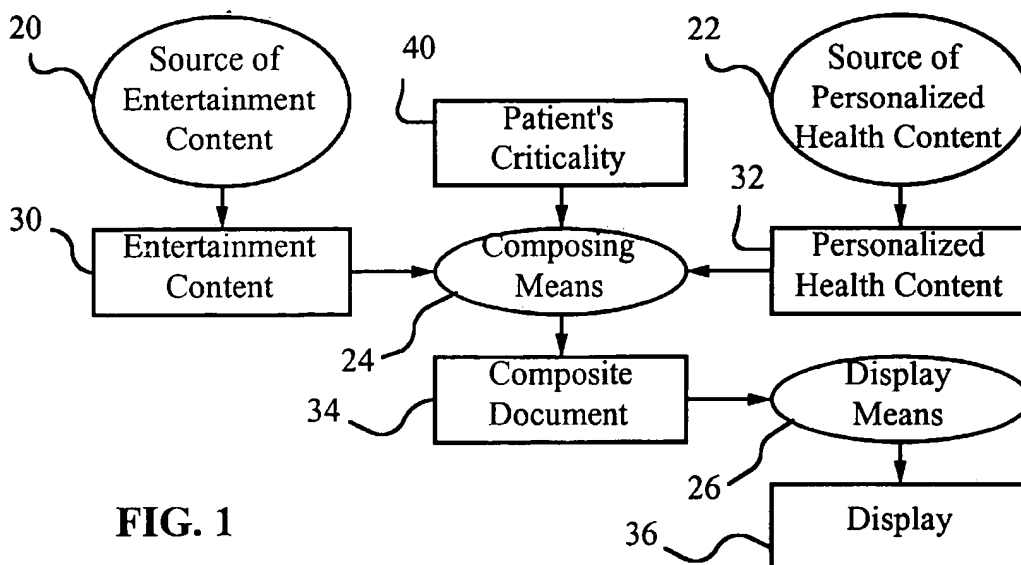 20
Source of
Entertainment
Content
40
Patient's
Criticality
22
Source of
Personalized
Health Content
30
Entertainment
Content
Composing
Means
24
32
Personalized
Health Content
34
Composite
Document
Display
Means
26
FIG. 1
36
Display